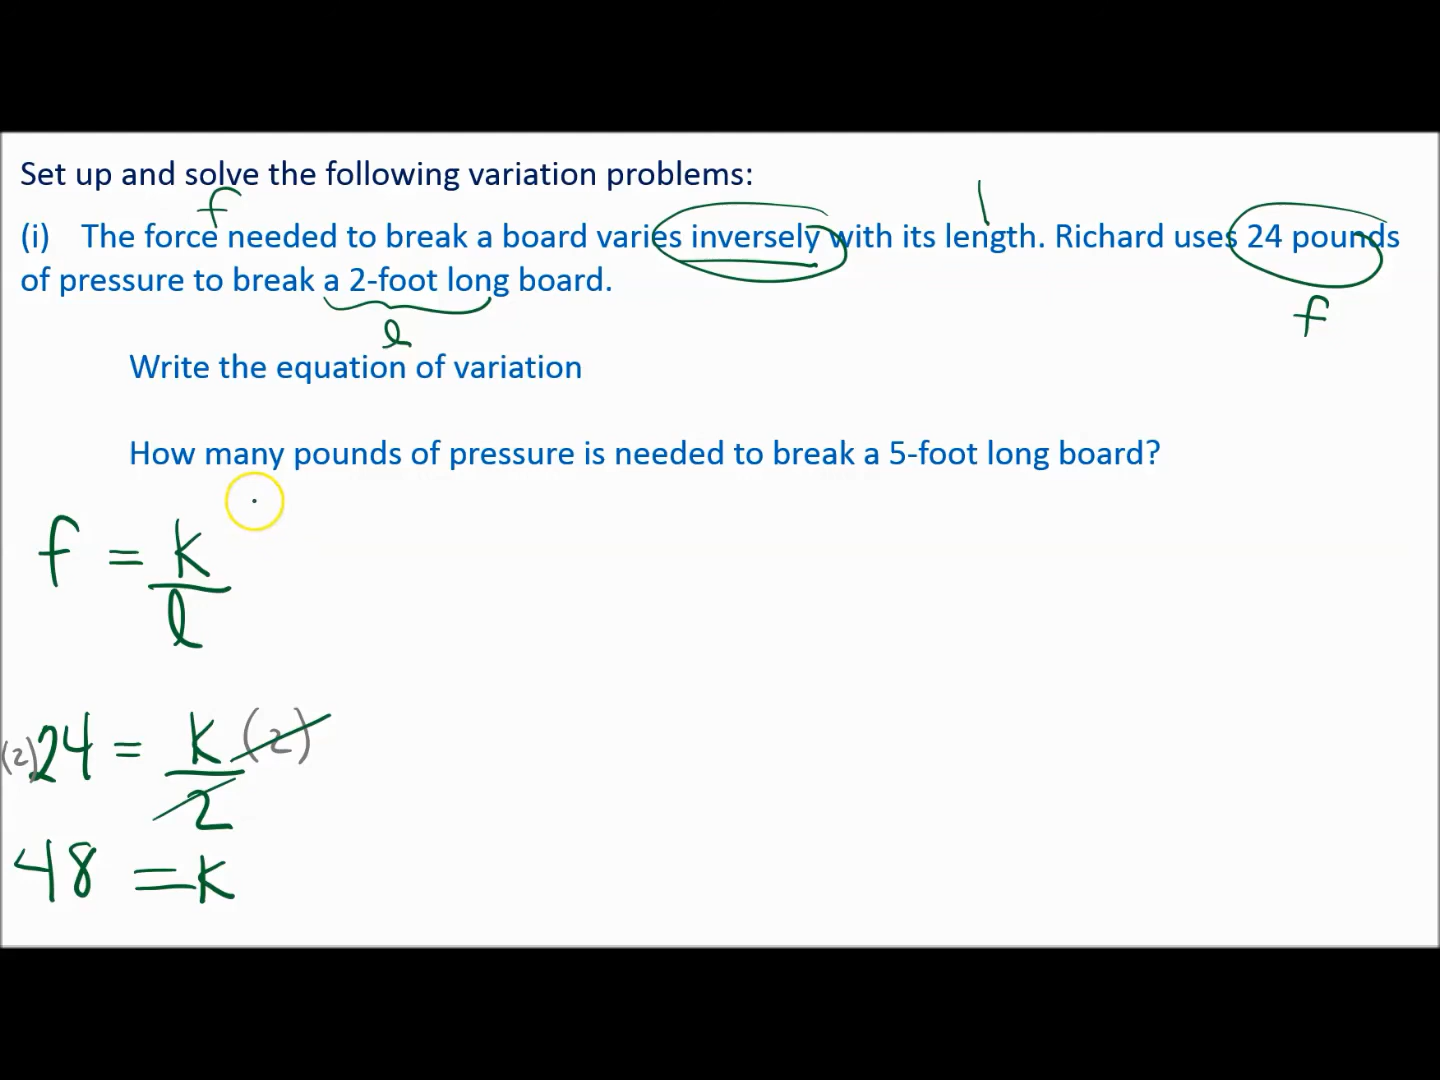 Set up and solve the following variation problems:
f
l
(i) The force needed to break a board varies inversely with its length. Richard uses 24 pounds
of pressure to break a 2-foot long board.
l
f
Write the equation of variation
How many pounds of pressure is needed to break a 5-foot long board?
f = k
l
(2) 24 = k (2)
2
48 = k